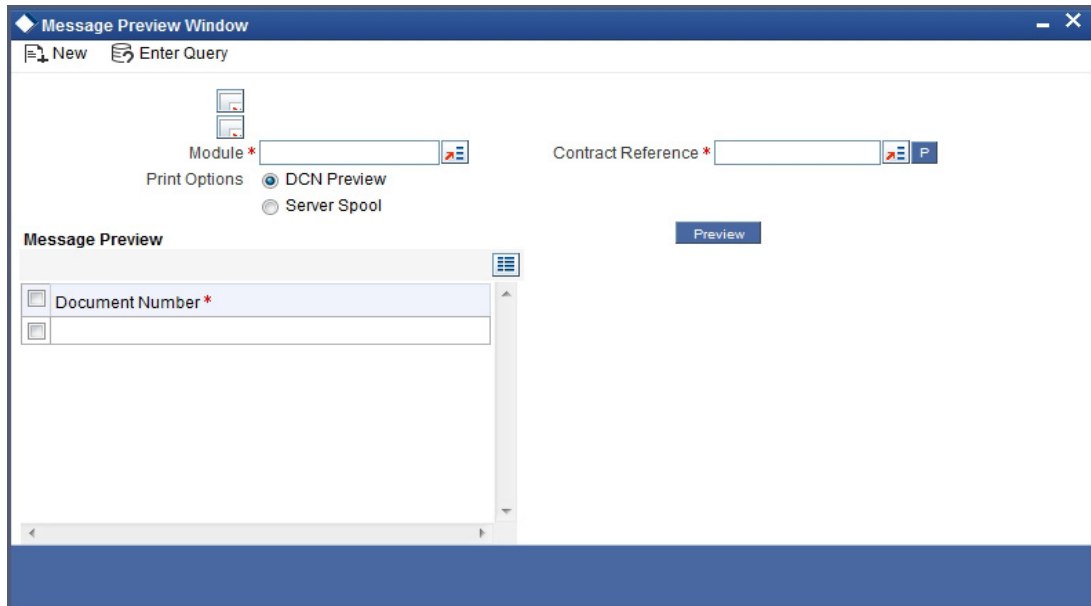 Message Preview Window
New Enter Query
Module * Contract Reference * P
Print Options DCN Preview
Server Spool
Preview
Message Preview
Document Number *